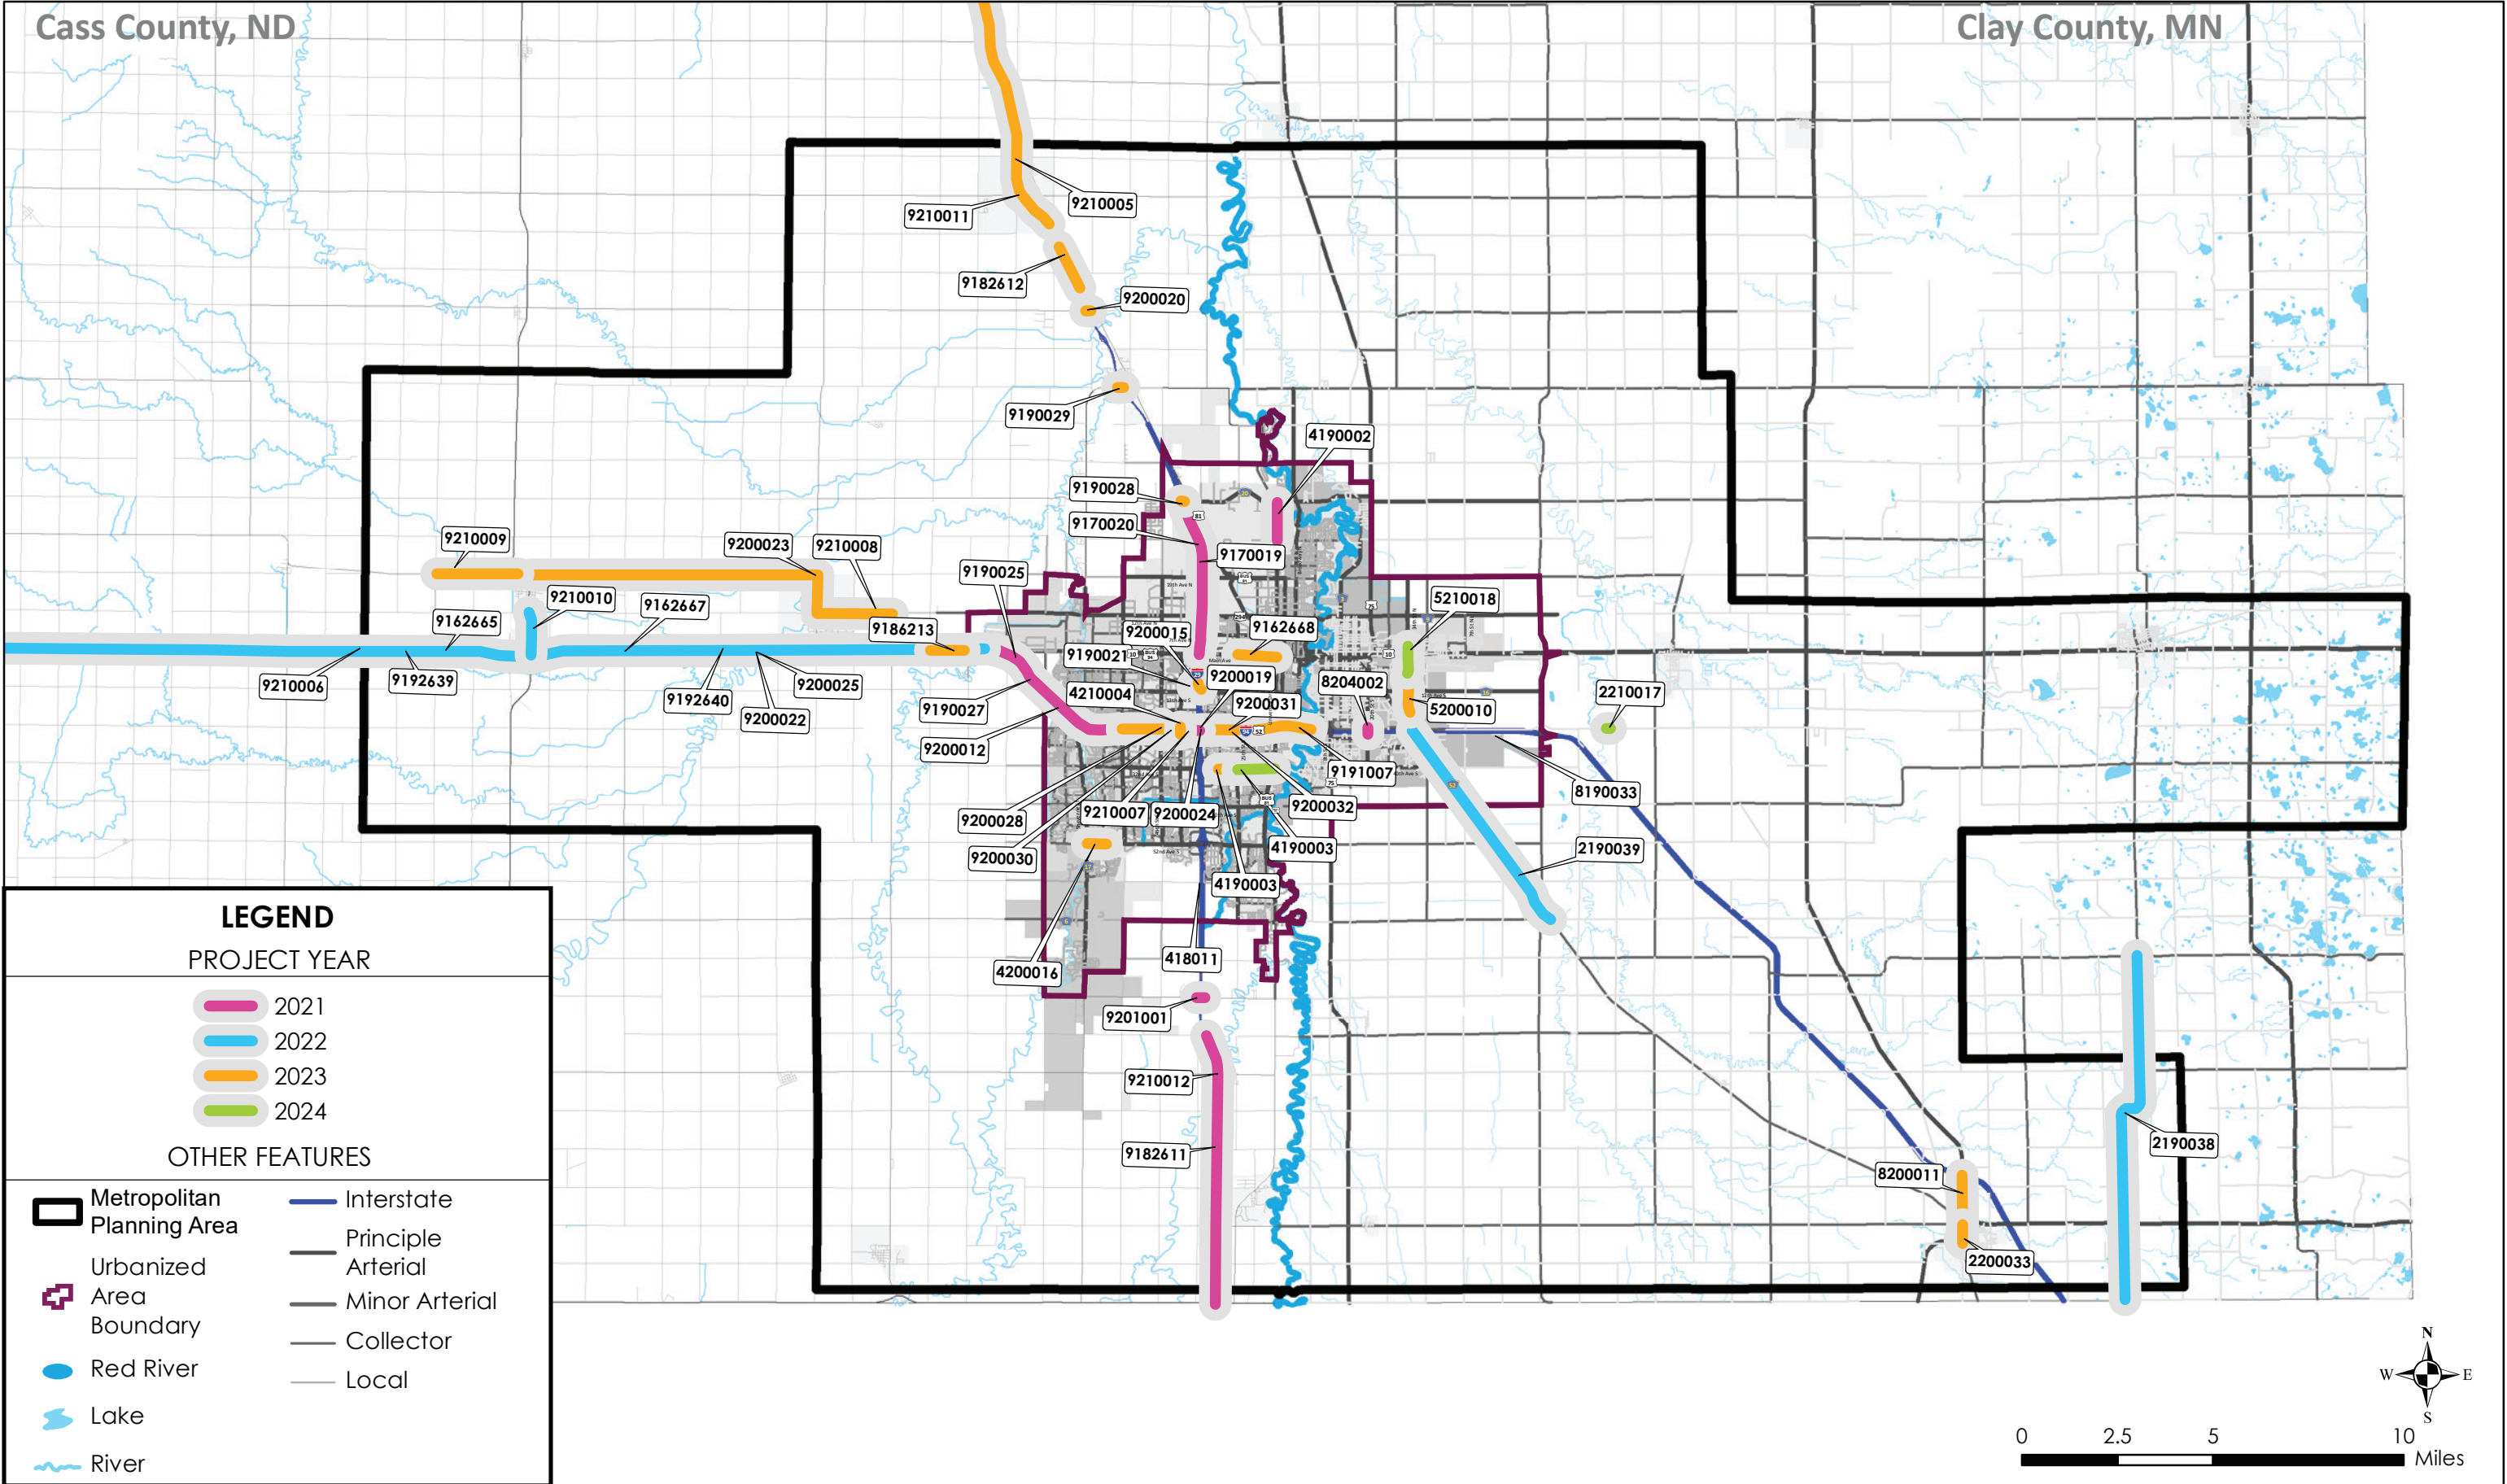 Cass County, ND
Clay County, MN
9210005
9210011
9182612
9200020
9190029
4190002
9190028
9170020
9170019
9210009
9200023
9210008
9190025
9210010
9162667
9162665
9186213
9200015
9162668
5210018
9190021
9200019
8204002
2210017
9210006
9192639
9192640
9200025
9200022
9190027
4210004
9200031
5200010
9200012
9191007
8190033
9200028
9210007
9200024
9200032
9200030
4190003
2190039
4190003
4200016
418011
9201001
9210012
9182611
2190038
8200011
2200033
LEGEND
PROJECT YEAR
2021
2022
2023
2024
OTHER FEATURES
Metropolitan
Planning Area
Urbanized
Area
Boundary
Red River
Lake
River
Interstate
Principle
Arterial
Minor Arterial
Collector
Local
N
W
E
S
0 2.5 5 10
Miles